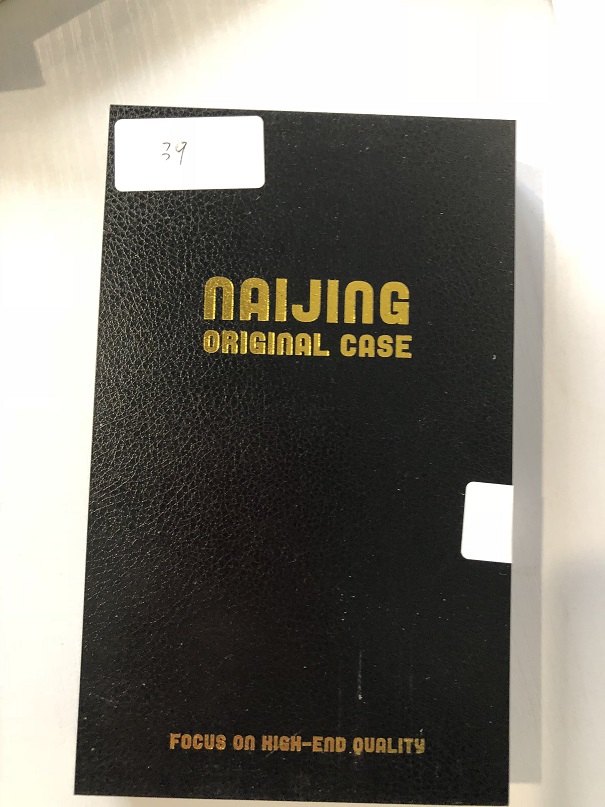 39
NAIJING
ORIGINAL CASE
FOCUS ON HIGH-END QUALITY